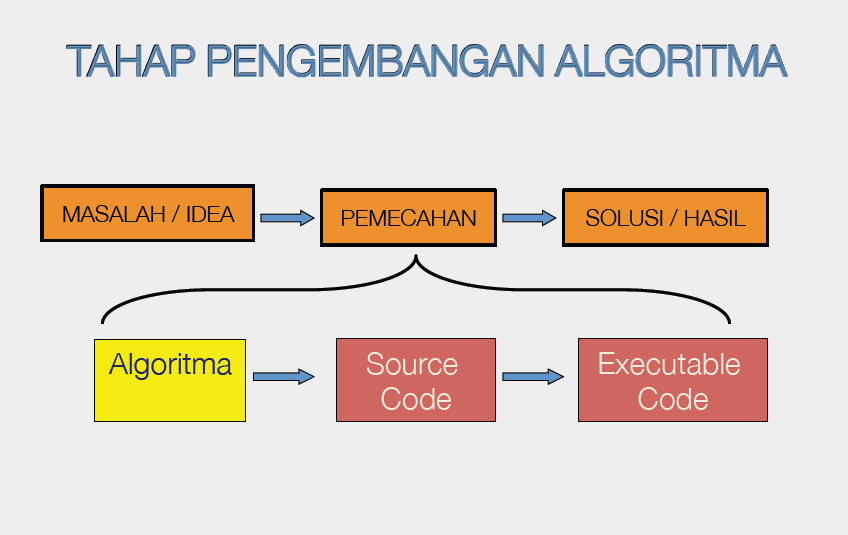 TAHAP PENGEMBANGAN ALGORITMA
MASALAH / IDEA
PEMECAHAN
SOLUSI / HASIL
Algoritma
Source
Code
Executable
Code